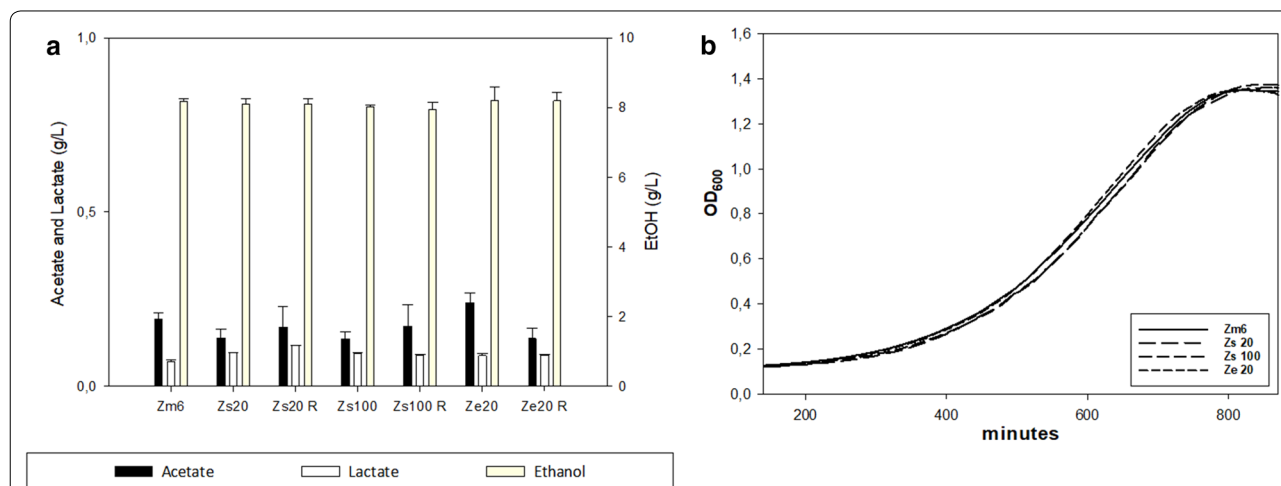 a
1,0
0,5
0,0
Acetate and Lactate (g/L)
10
8
6
4
2
0
EtOH (g/L)
Zm6 Zs20 Zs20 R Zs100 Zs100 R Ze20 Ze20 R
Acetate Lactate Ethanol
b
1,6
1,4
1,2
1,0
0,8
0,6
0,4
0,2
0,0
OD600
200 400 600 800
minutes
Zm6
Zs 20
Zs 100
Ze 20